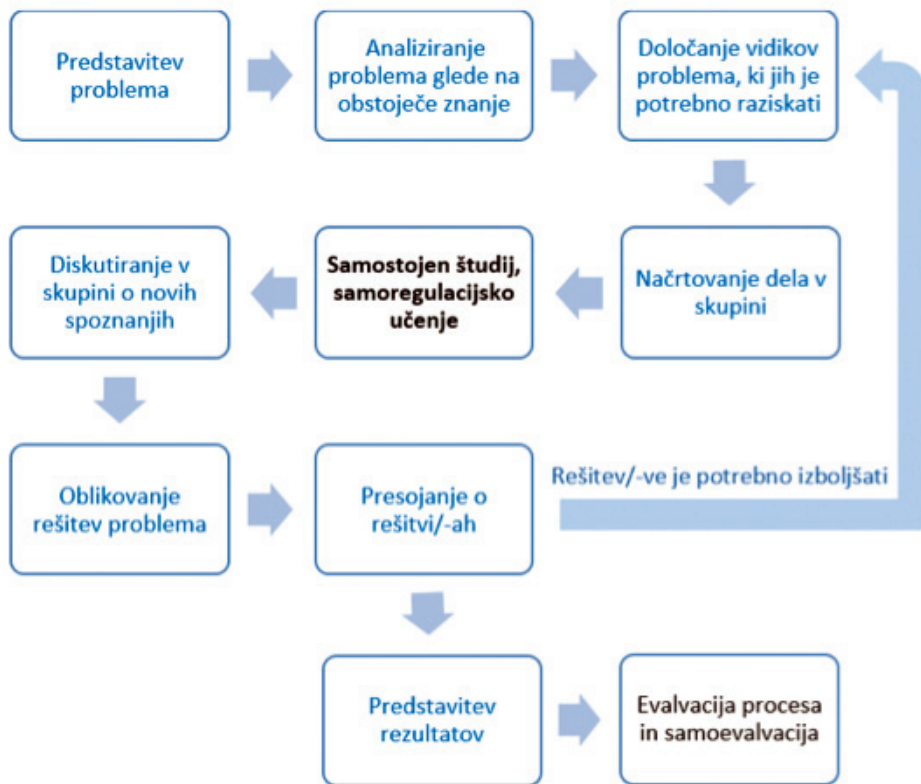 Predstavitev
problema
Analiziranje
problema glede na
obstoječe znanje
Določanje vidikov
problema, ki jih je
potrebno raziskati
Načrtovanje dela v
skupini
Samostojen študij,
samoregulacijsko
učenje
Diskutiranje v
skupini o novih
spoznanjih
Oblikovanje
rešitev problema
Presojanje o
rešitvi/-ah
Rešitev/-ve je potrebno izboljšati
Predstavitev
rezultatov
Evalvacija procesa
in samoevalvacija